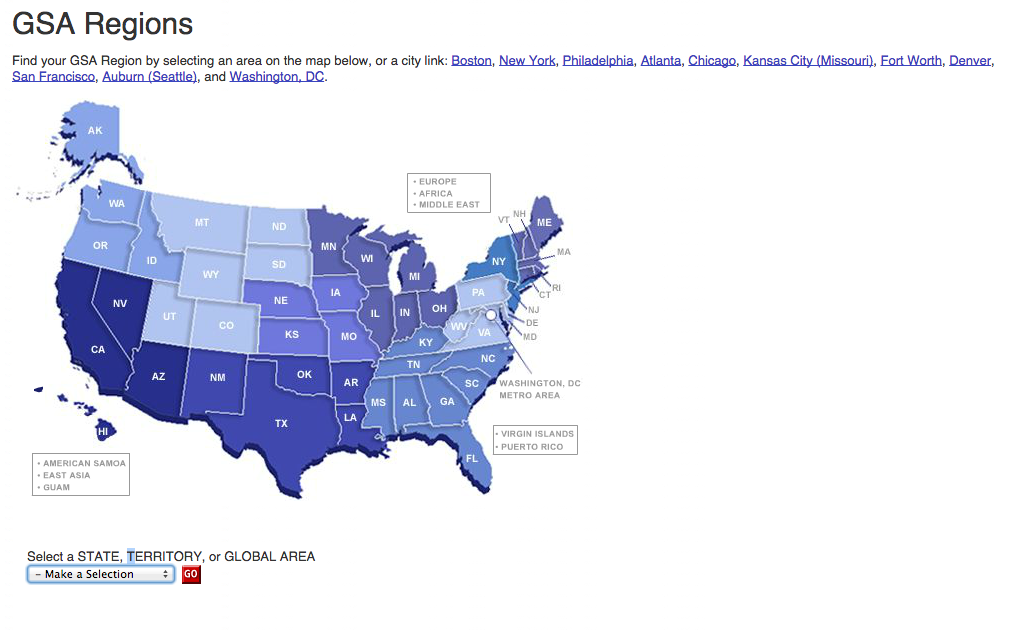 GSA Regions
Find your GSA Region by selecting an area on the map below, or a city link: Boston, New York, Philadelphia, Atlanta, Chicago, Kansas City (Missouri), Fort Worth, Denver,
San Francisco, Auburn (Seattle), and Washington, DC.
AK
• EUROPE
• AFRICA
• MIDDLE EAST
WA
MT
ND
MN
VT
NH
ME
OR
ID
WY
SD
WI
MI
NY
MA
NV
UT
CO
NE
IA
IL
IN
OH
PA
RI
CT
NJ
DE
MD
CA
KS
MO
KY
WV
VA
AZ
NM
OK
AR
TN
NC
SC
WASHINGTON, DC
METRO AREA
TX
LA
MS
AL
GA
FL
• VIRGIN ISLANDS
• PUERTO RICO
HI
• AMERICAN SAMOA
• EAST ASIA
• GUAM
Select a STATE, TERRITORY, or GLOBAL AREA
– Make a Selection
GO